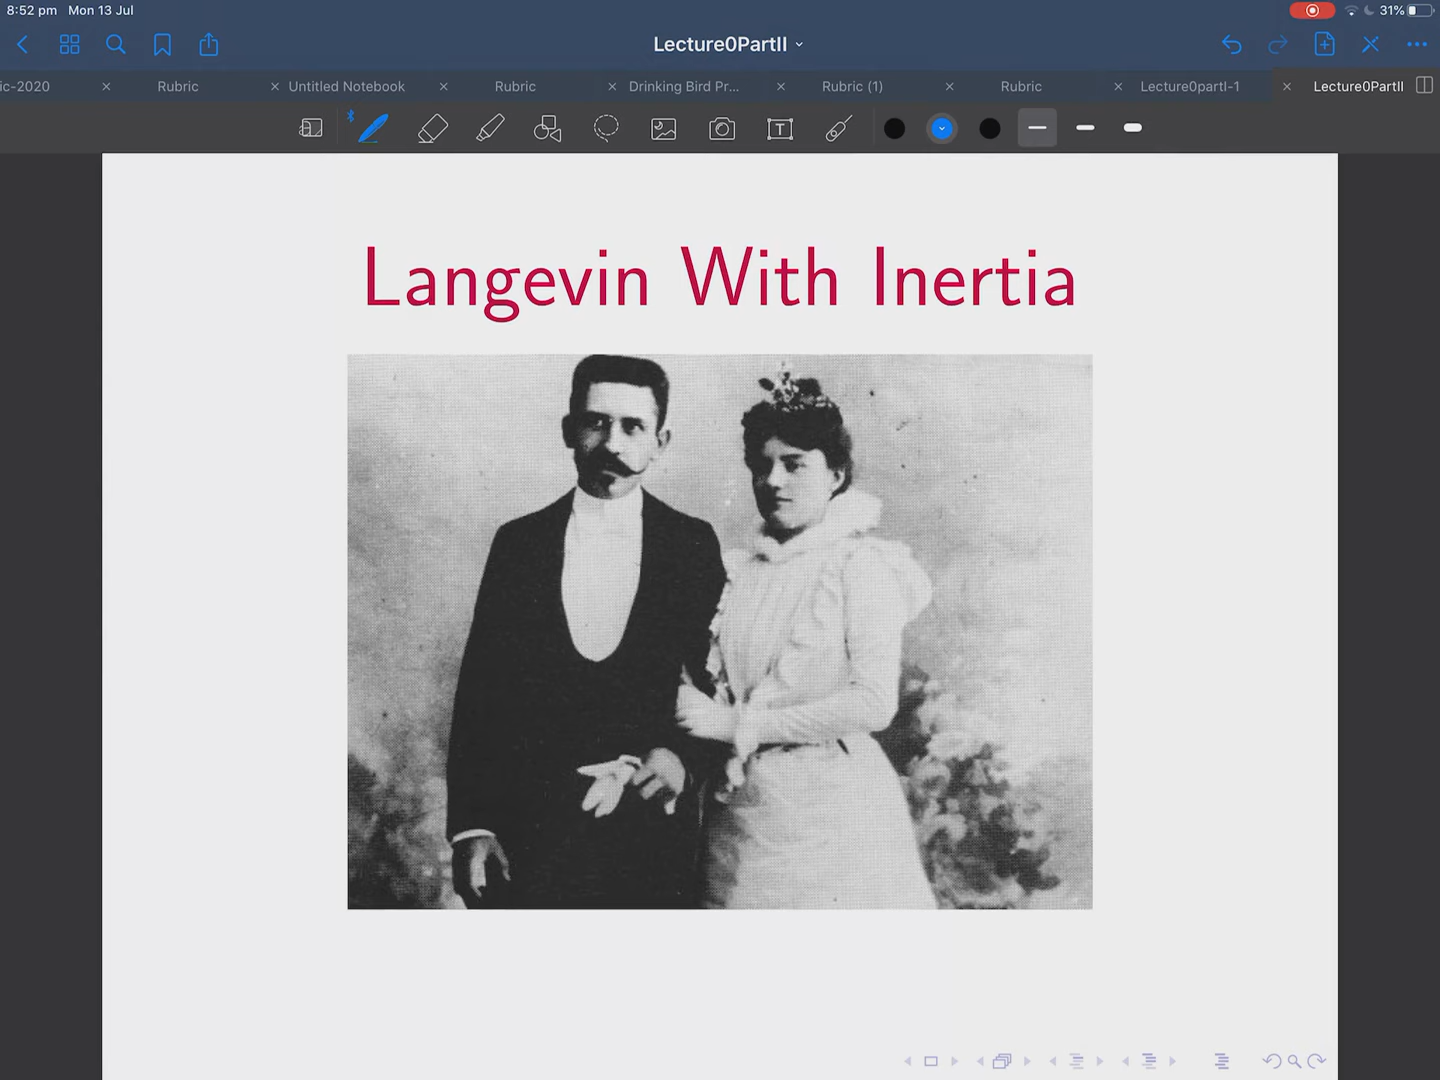 8:52 pm Mon 13 Jul
31%
Lecture0PartII
ic-2020
Rubric
Untitled Notebook
Rubric
Drinking Bird Pr...
Rubric (1)
Rubric
Lecture0partI-1
Lecture0PartII
T
Langevin With Inertia